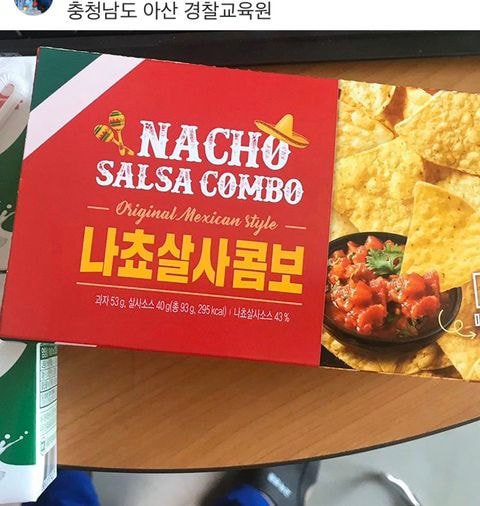 충청남도 아산 경찰교육원
NACHO
SALSA COMBO
Original Mexican Style
나쵸살사콤보
과자 53 g, 살사소스 40 g(총 93 g, 295 kcal) | 나쵸살사소스 43 %